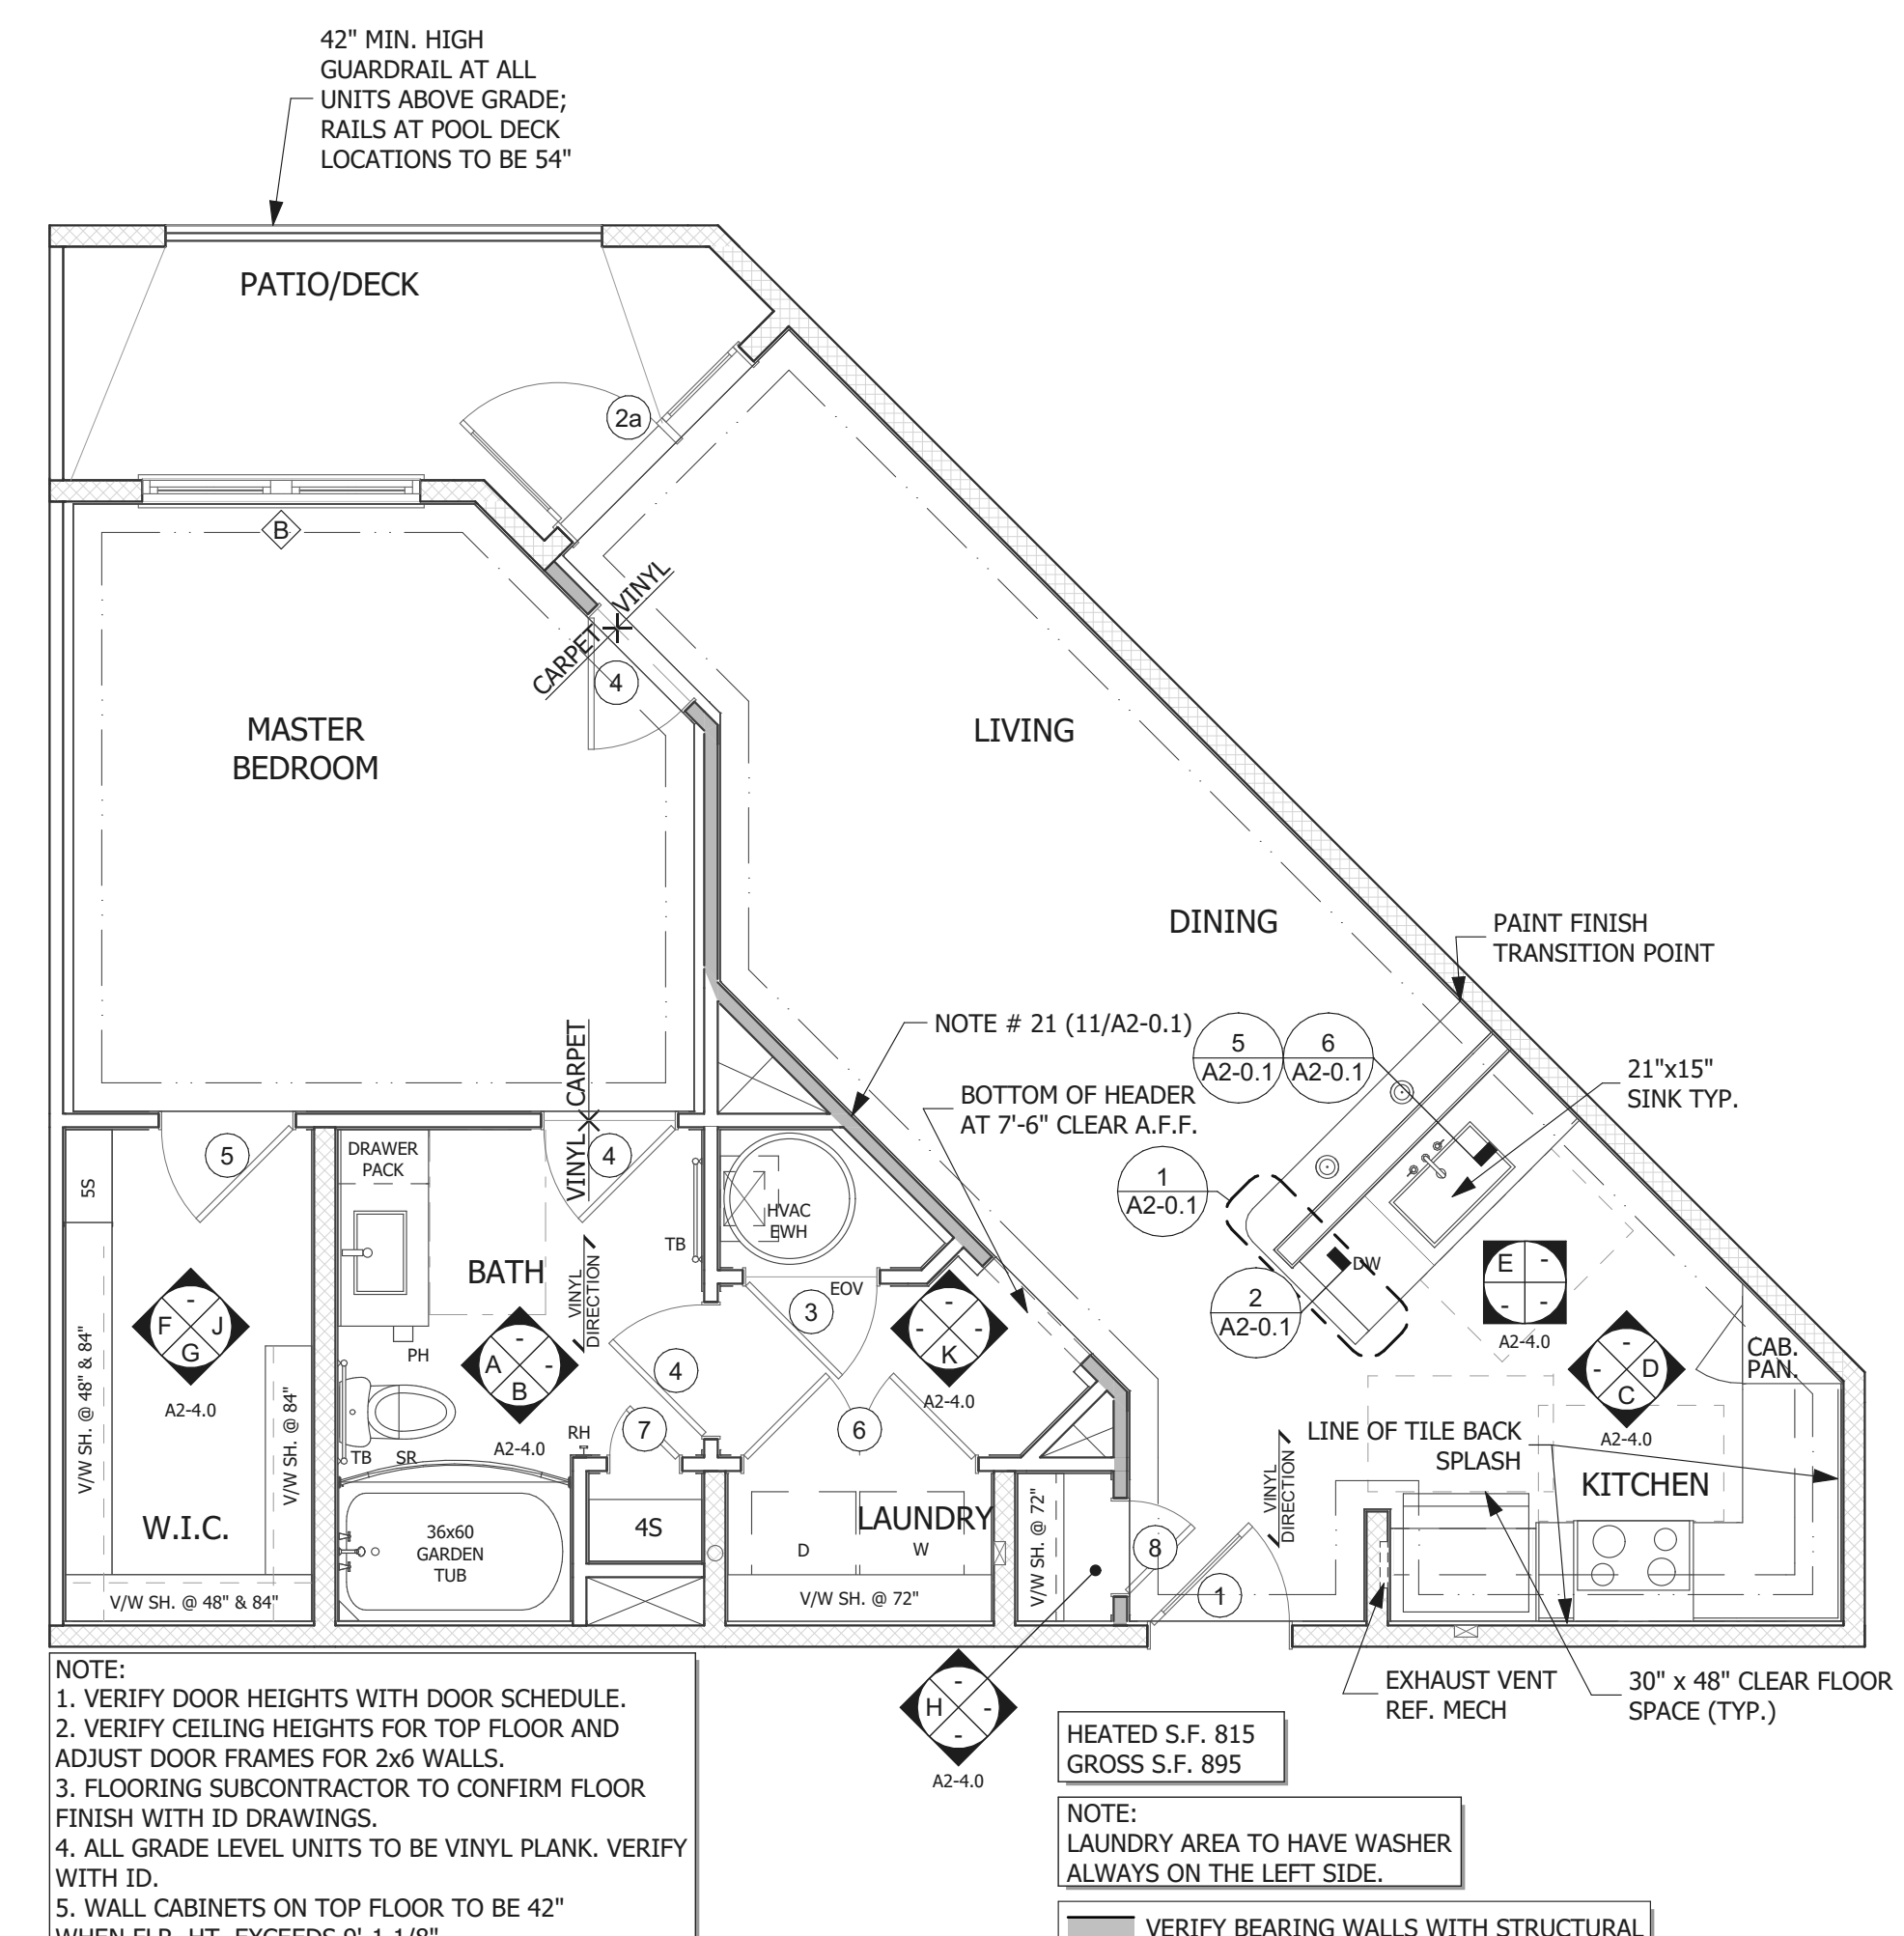 42" MIN. HIGH
GUARDRAIL AT ALL
UNITS ABOVE GRADE;
RAILS AT POOL DECK
LOCATIONS TO BE 54"
PATIO/DECK
2a
B
VINYL
CARPET
4
MASTER
BEDROOM
LIVING
DINING
PAINT FINISH
TRANSITION POINT
NOTE # 21 (11/A2-0.1)
5
A2-0.1
6
A2-0.1
21"x15"
SINK TYP.
BOTTOM OF HEADER
AT 7'-6" CLEAR A.F.F.
1
A2-0.1
2
A2-0.1
DW
CARPET
VINYL
5
4
DRAWER
PACK
5S
HVAC
EWH
TB
BATH
VINYL
DIRECTION
EOV
3
E
-
-
-
A2-4.0
F
-
J
G
A2-4.0
V/W SH. @ 48" & 84"
V/W SH. @ 84"
PH
A
-
-
B
A2-4.0
4
-
-
-
K
A2-4.0
-
-
D
C
A2-4.0
CAB.
PAN.
TB
SR
RH
7
6
LINE OF TILE BACK
SPLASH
KITCHEN
VINYL
DIRECTION
W.I.C.
36x60
GARDEN
TUB
4S
LAUNDRY
D
W
V/W SH. @ 72"
V/W SH. @ 72"
8
1
V/W SH. @ 48" & 84"
H
-
-
-
A2-4.0
EXHAUST VENT
REF. MECH
30" x 48" CLEAR FLOOR
SPACE (TYP.)
NOTE:
1. VERIFY DOOR HEIGHTS WITH DOOR SCHEDULE.
2. VERIFY CEILING HEIGHTS FOR TOP FLOOR AND
ADJUST DOOR FRAMES FOR 2x6 WALLS.
3. FLOORING SUBCONTRACTOR TO CONFIRM FLOOR
FINISH WITH ID DRAWINGS.
4. ALL GRADE LEVEL UNITS TO BE VINYL PLANK. VERIFY
WITH ID.
5. WALL CABINETS ON TOP FLOOR TO BE 42"
WHEN FLR. HT. EXCEEDS 9'-1 1/8"
HEATED S.F. 815
GROSS S.F. 895
NOTE:
LAUNDRY AREA TO HAVE WASHER
ALWAYS ON THE LEFT SIDE.
VERIFY BEARING WALLS WITH STRUCTURAL